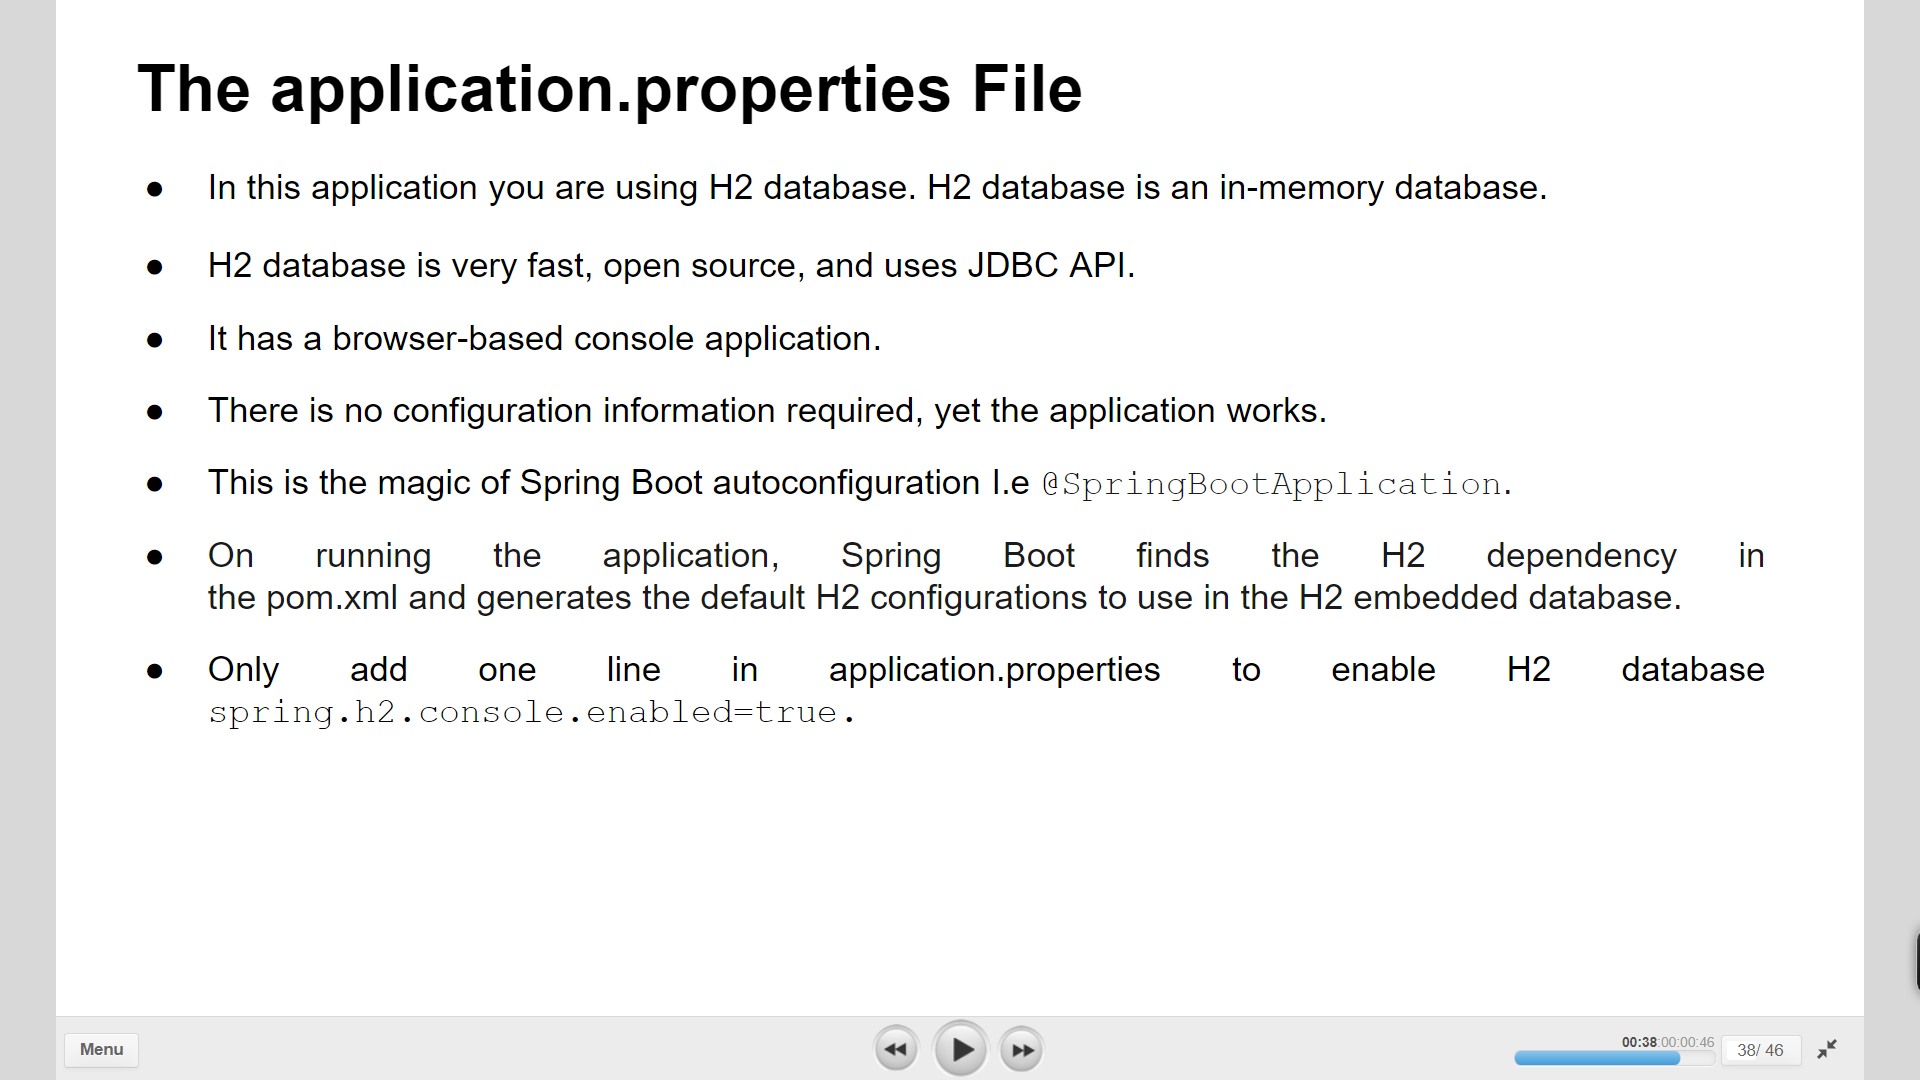 The application.properties File
● In this application you are using H2 database. H2 database is an in-memory database.
● H2 database is very fast, open source, and uses JDBC API.
● It has a browser-based console application.
● There is no configuration information required, yet the application works.
● This is the magic of Spring Boot autoconfiguration I.e @SpringBootApplication.
● On running the application, Spring Boot finds the H2 dependency in
the pom.xml and generates the default H2 configurations to use in the H2 embedded database.
● Only add one line in application.properties to enable H2 database
spring.h2.console.enabled=true.
Menu
00:38:00:00:46
38/ 46